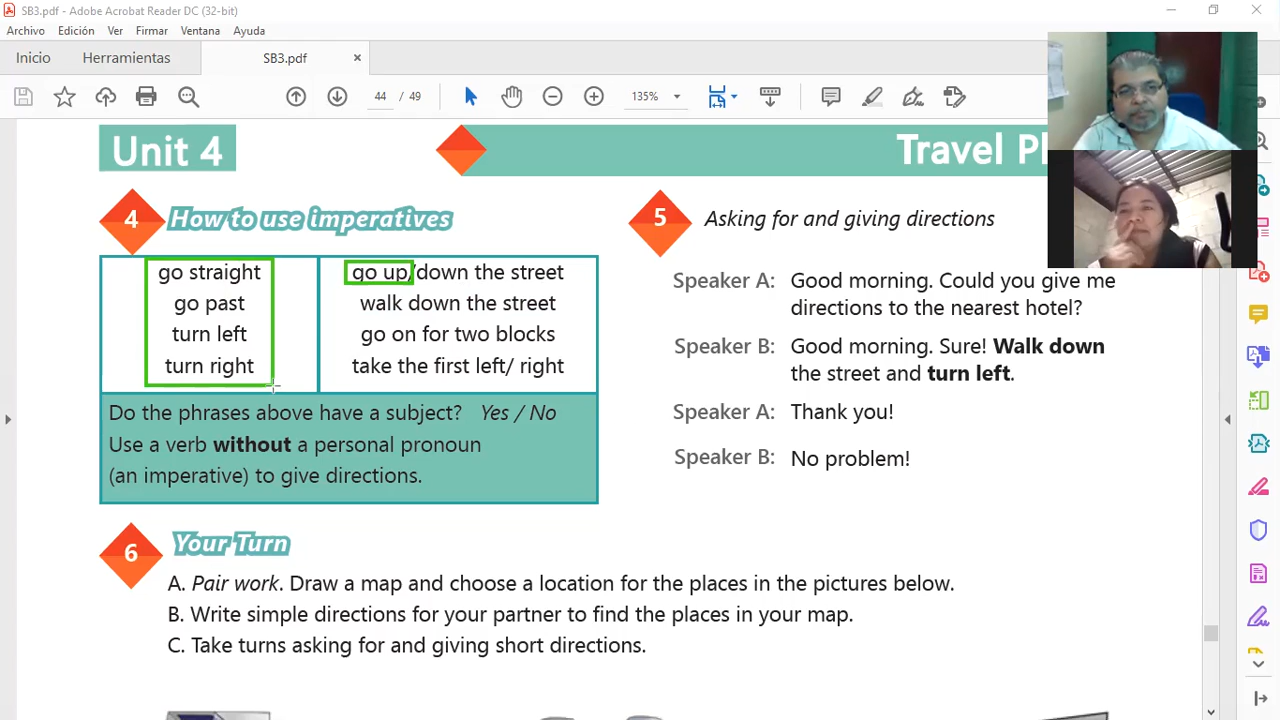 SB3.pdf - Adobe Acrobat Reader DC (32-bit)
Archivo Edición Ver Firmar Ventana Ayuda
Inicio Herramientas SB3.pdf ×
44 / 49 135%
Unit 4
Travel
4 How to use imperatives
go straight
go past
turn left
turn right
go up/down the street
walk down the street
go on for two blocks
take the first left/ right
Do the phrases above have a subject? Yes / No
Use a verb without a personal pronoun
(an imperative) to give directions.
5 Asking for and giving directions
Speaker A: Good morning. Could you give me
directions to the nearest hotel?
Speaker B: Good morning. Sure! Walk down
the street and turn left.
Speaker A: Thank you!
Speaker B: No problem!
6 Your Turn
A. Pair work. Draw a map and choose a location for the places in the pictures below.
B. Write simple directions for your partner to find the places in your map.
C. Take turns asking for and giving short directions.